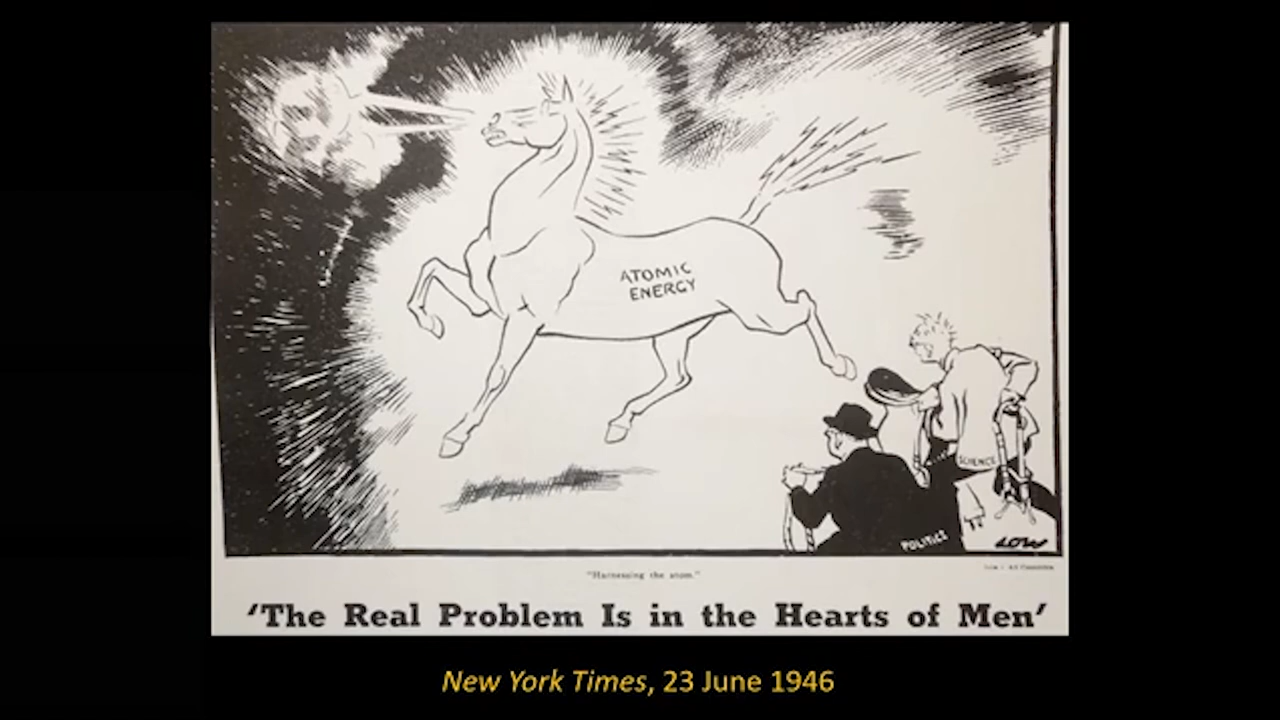 ATOMIC
ENERGY
SCIENCE
POLITICS
LOW
"Harnessing the atom."
'The Real Problem Is in the Hearts of Men'
New York Times, 23 June 1946